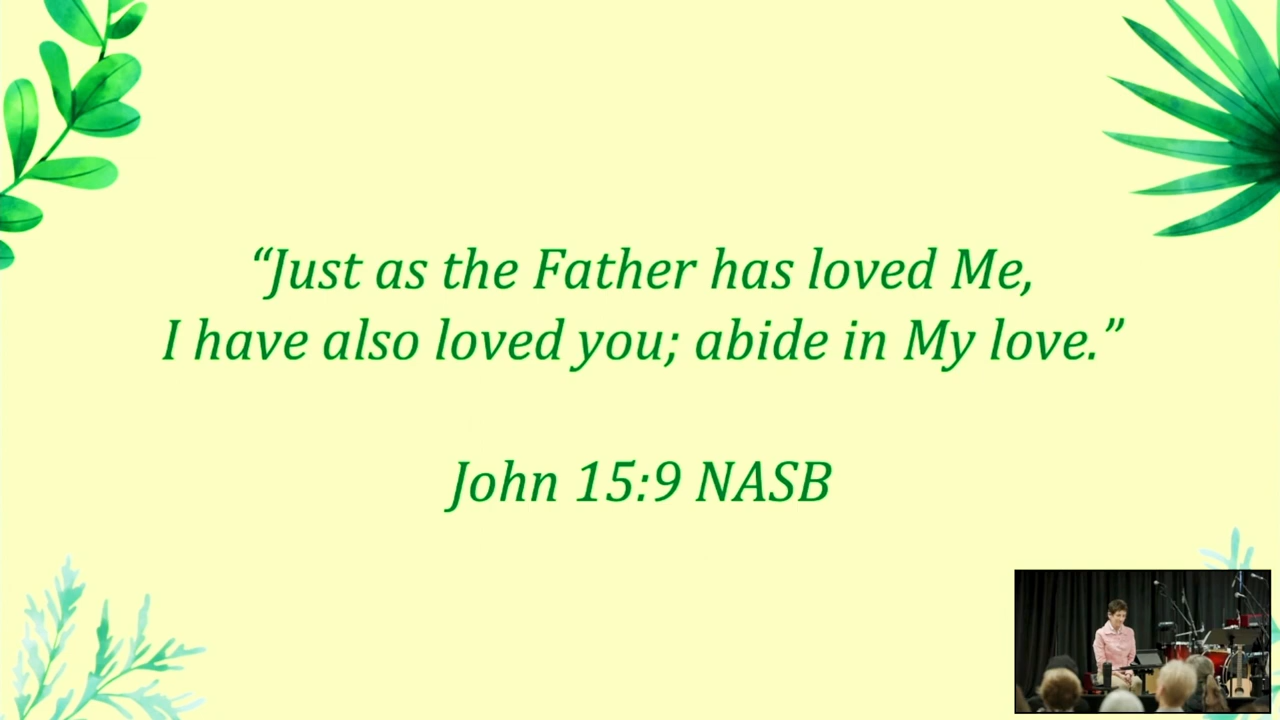 “Just as the Father has loved Me,
I have also loved you; abide in My love.”
John 15:9 NASB